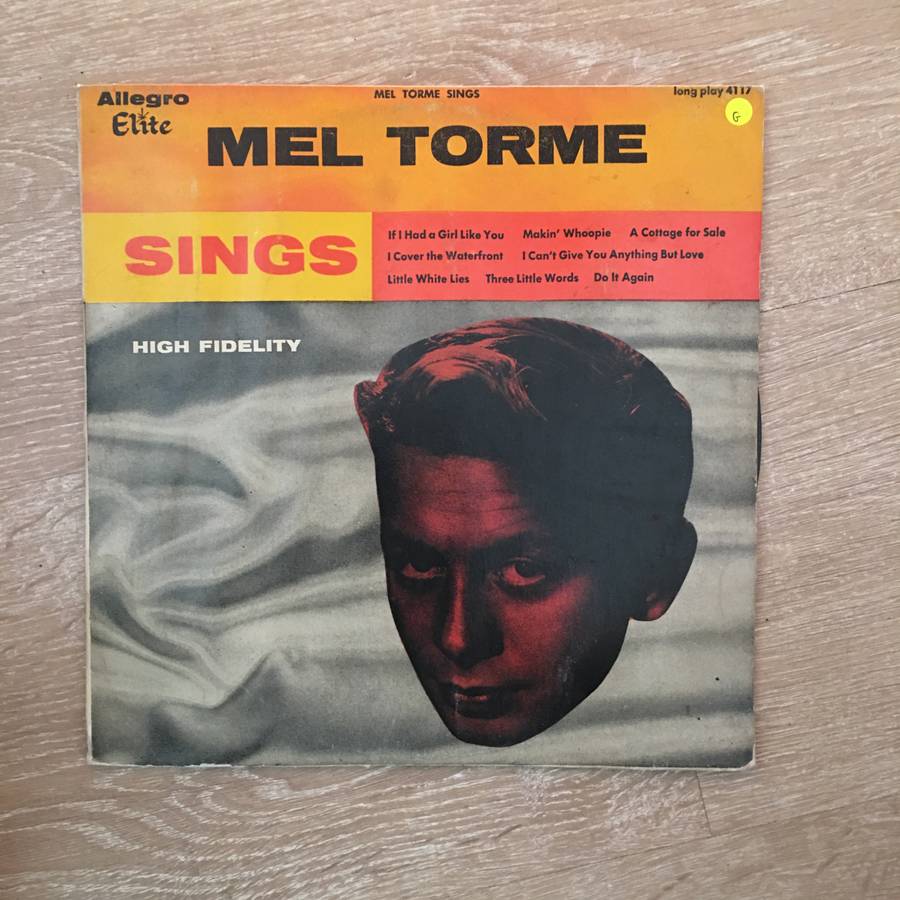 MEL TORME SINGS
long play 4117
Allegro
Elite
G
MEL TORME
SINGS
If I Had a Girl Like You Makin' Whoopie A Cottage for Sale
I Cover the Waterfront I Can't Give You Anything But Love
Little White Lies Three Little Words Do It Again
HIGH FIDELITY